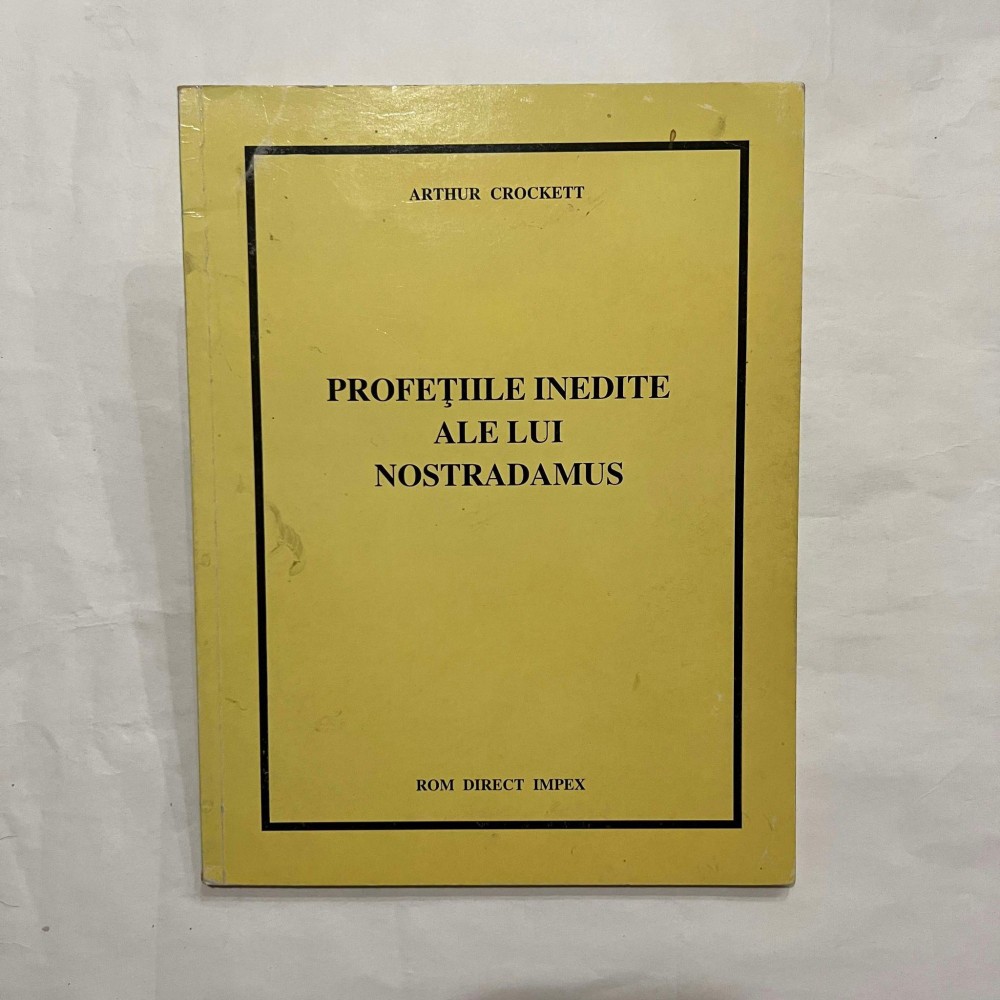 ARTHUR CROCKETT
PROFEŢIILE INEDITE
ALE LUI
NOSTRADAMUS
ROM DIRECT IMPEX